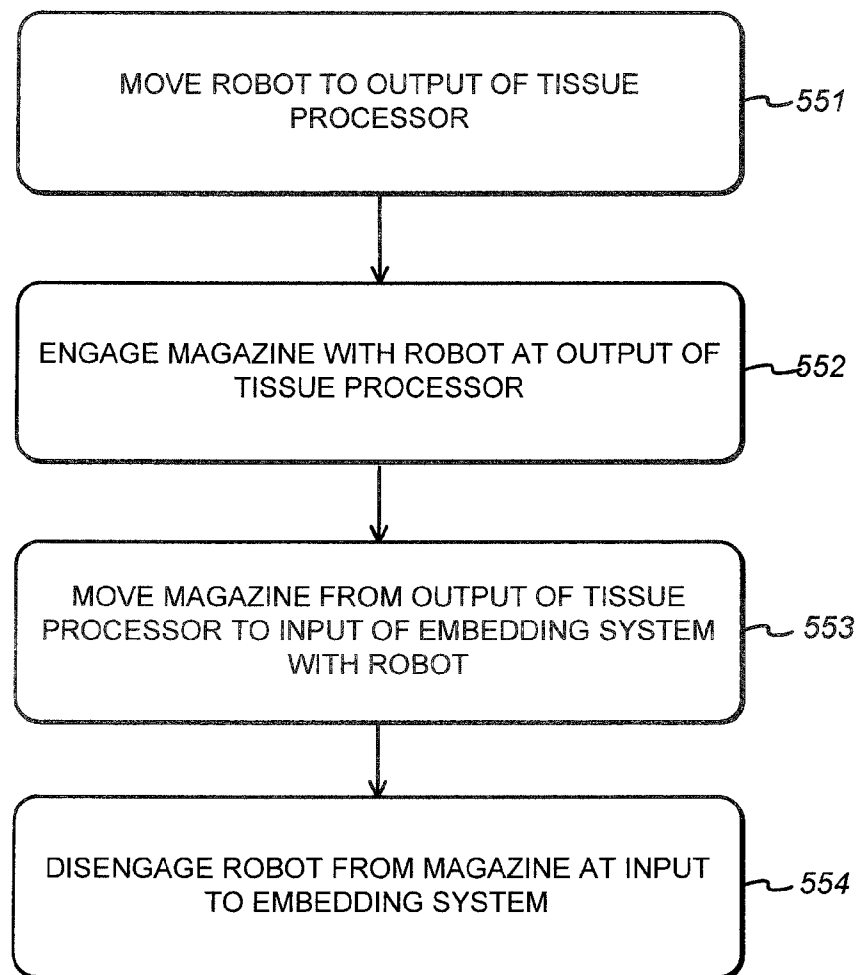 MOVE ROBOT TO OUTPUT OF TISSUE
PROCESSOR
551
ENGAGE MAGAZINE WITH ROBOT AT OUTPUT OF
TISSUE PROCESSOR
552
MOVE MAGAZINE FROM OUTPUT OF TISSUE
PROCESSOR TO INPUT OF EMBEDDING SYSTEM
WITH ROBOT
553
DISENGAGE ROBOT FROM MAGAZINE AT INPUT
TO EMBEDDING SYSTEM
554